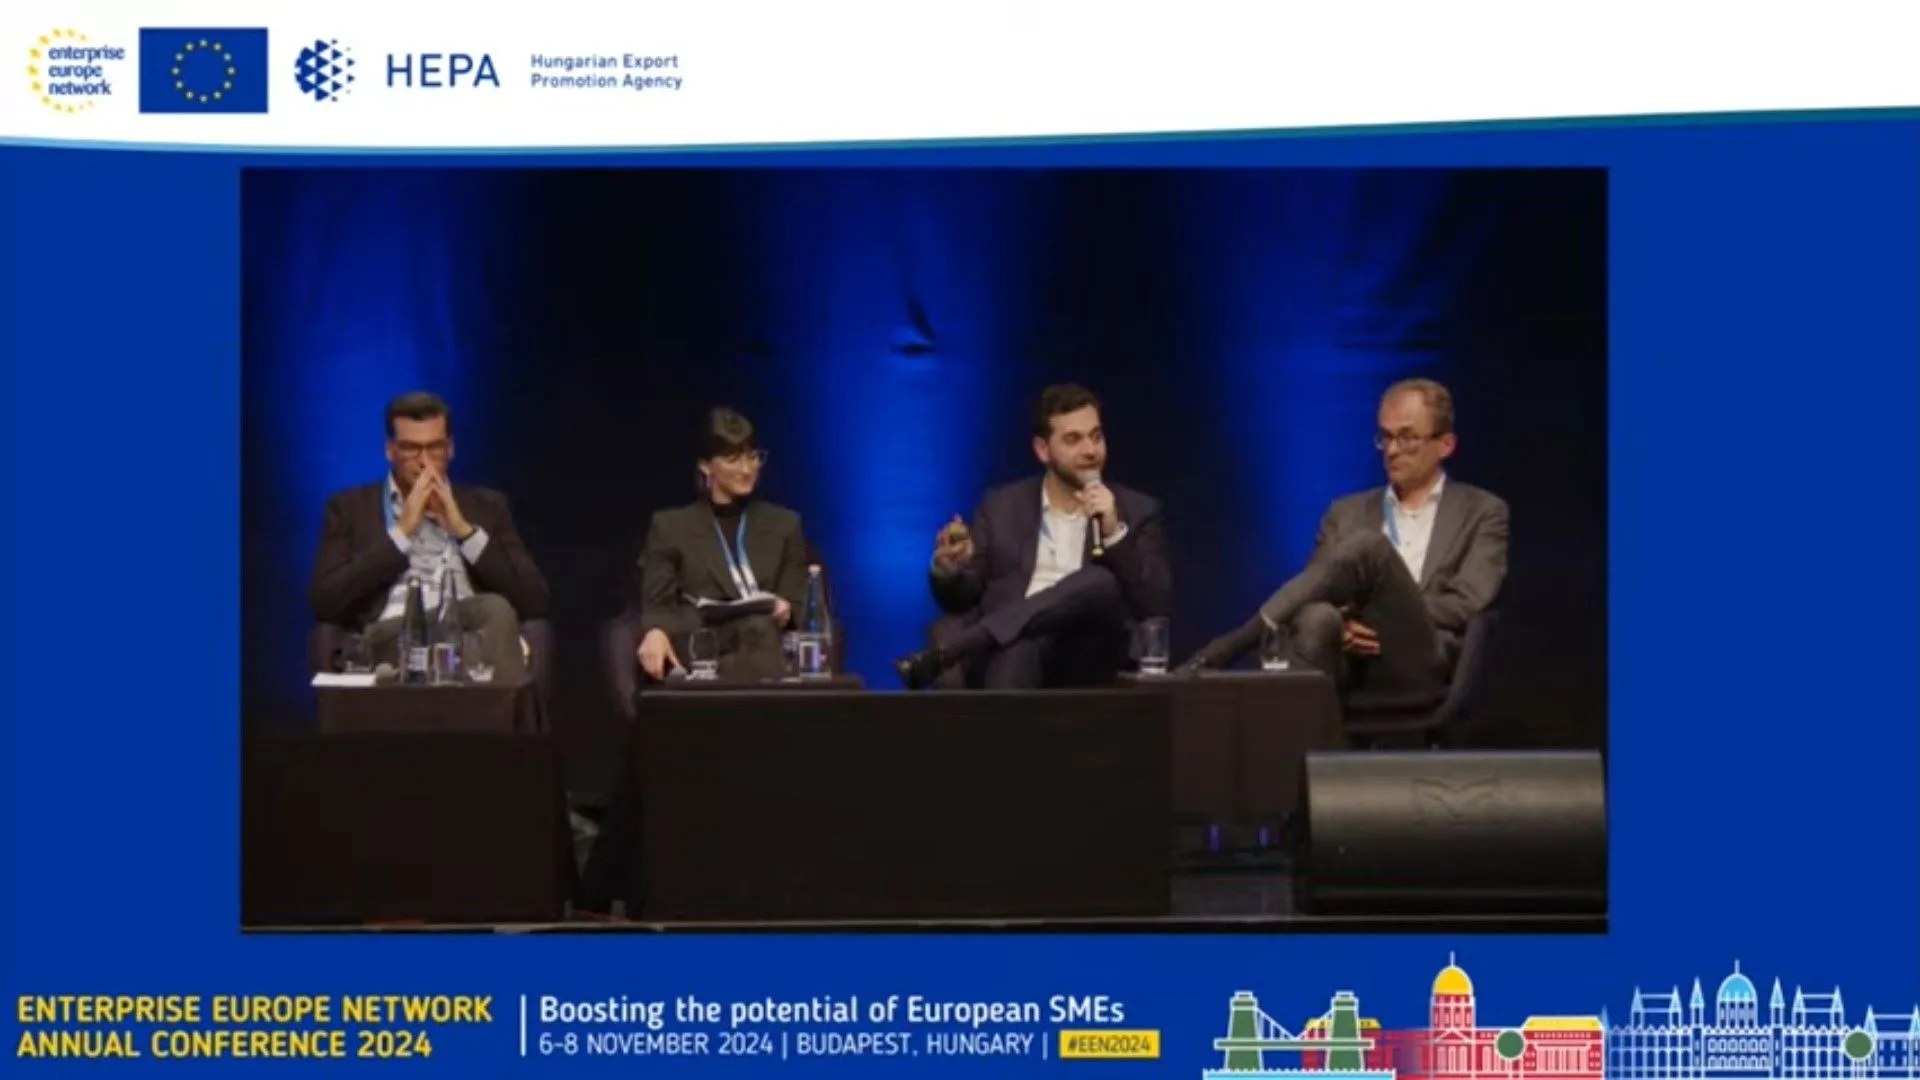 enterprise
europe
network
HEPA
Hungarian Export
Promotion Agency
ENTERPRISE EUROPE NETWORK
ANNUAL CONFERENCE 2024
Boosting the potential of European SMEs
6-8 NOVEMBER 2024 | BUDAPEST, HUNGARY | #EEN2024